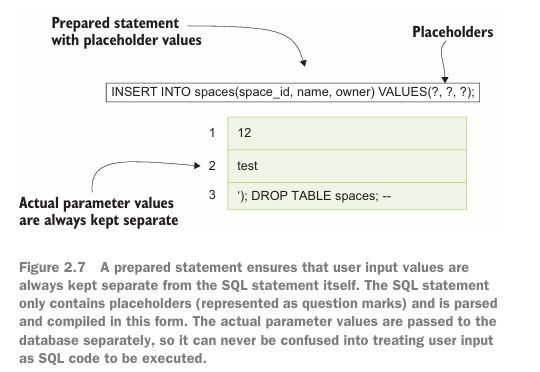 Prepared statement
with placeholder values
Placeholders
INSERT INTO spaces(space_id, name, owner) VALUES(?, ?, ?);
1 12
2 test
3 '); DROP TABLE spaces; --
Actual parameter values
are always kept separate
Figure 2.7 A prepared statement ensures that user input values are
always kept separate from the SQL statement itself. The SQL statement
only contains placeholders (represented as question marks) and is parsed
and compiled in this form. The actual parameter values are passed to the
database separately, so it can never be confused into treating user input
as SQL code to be executed.